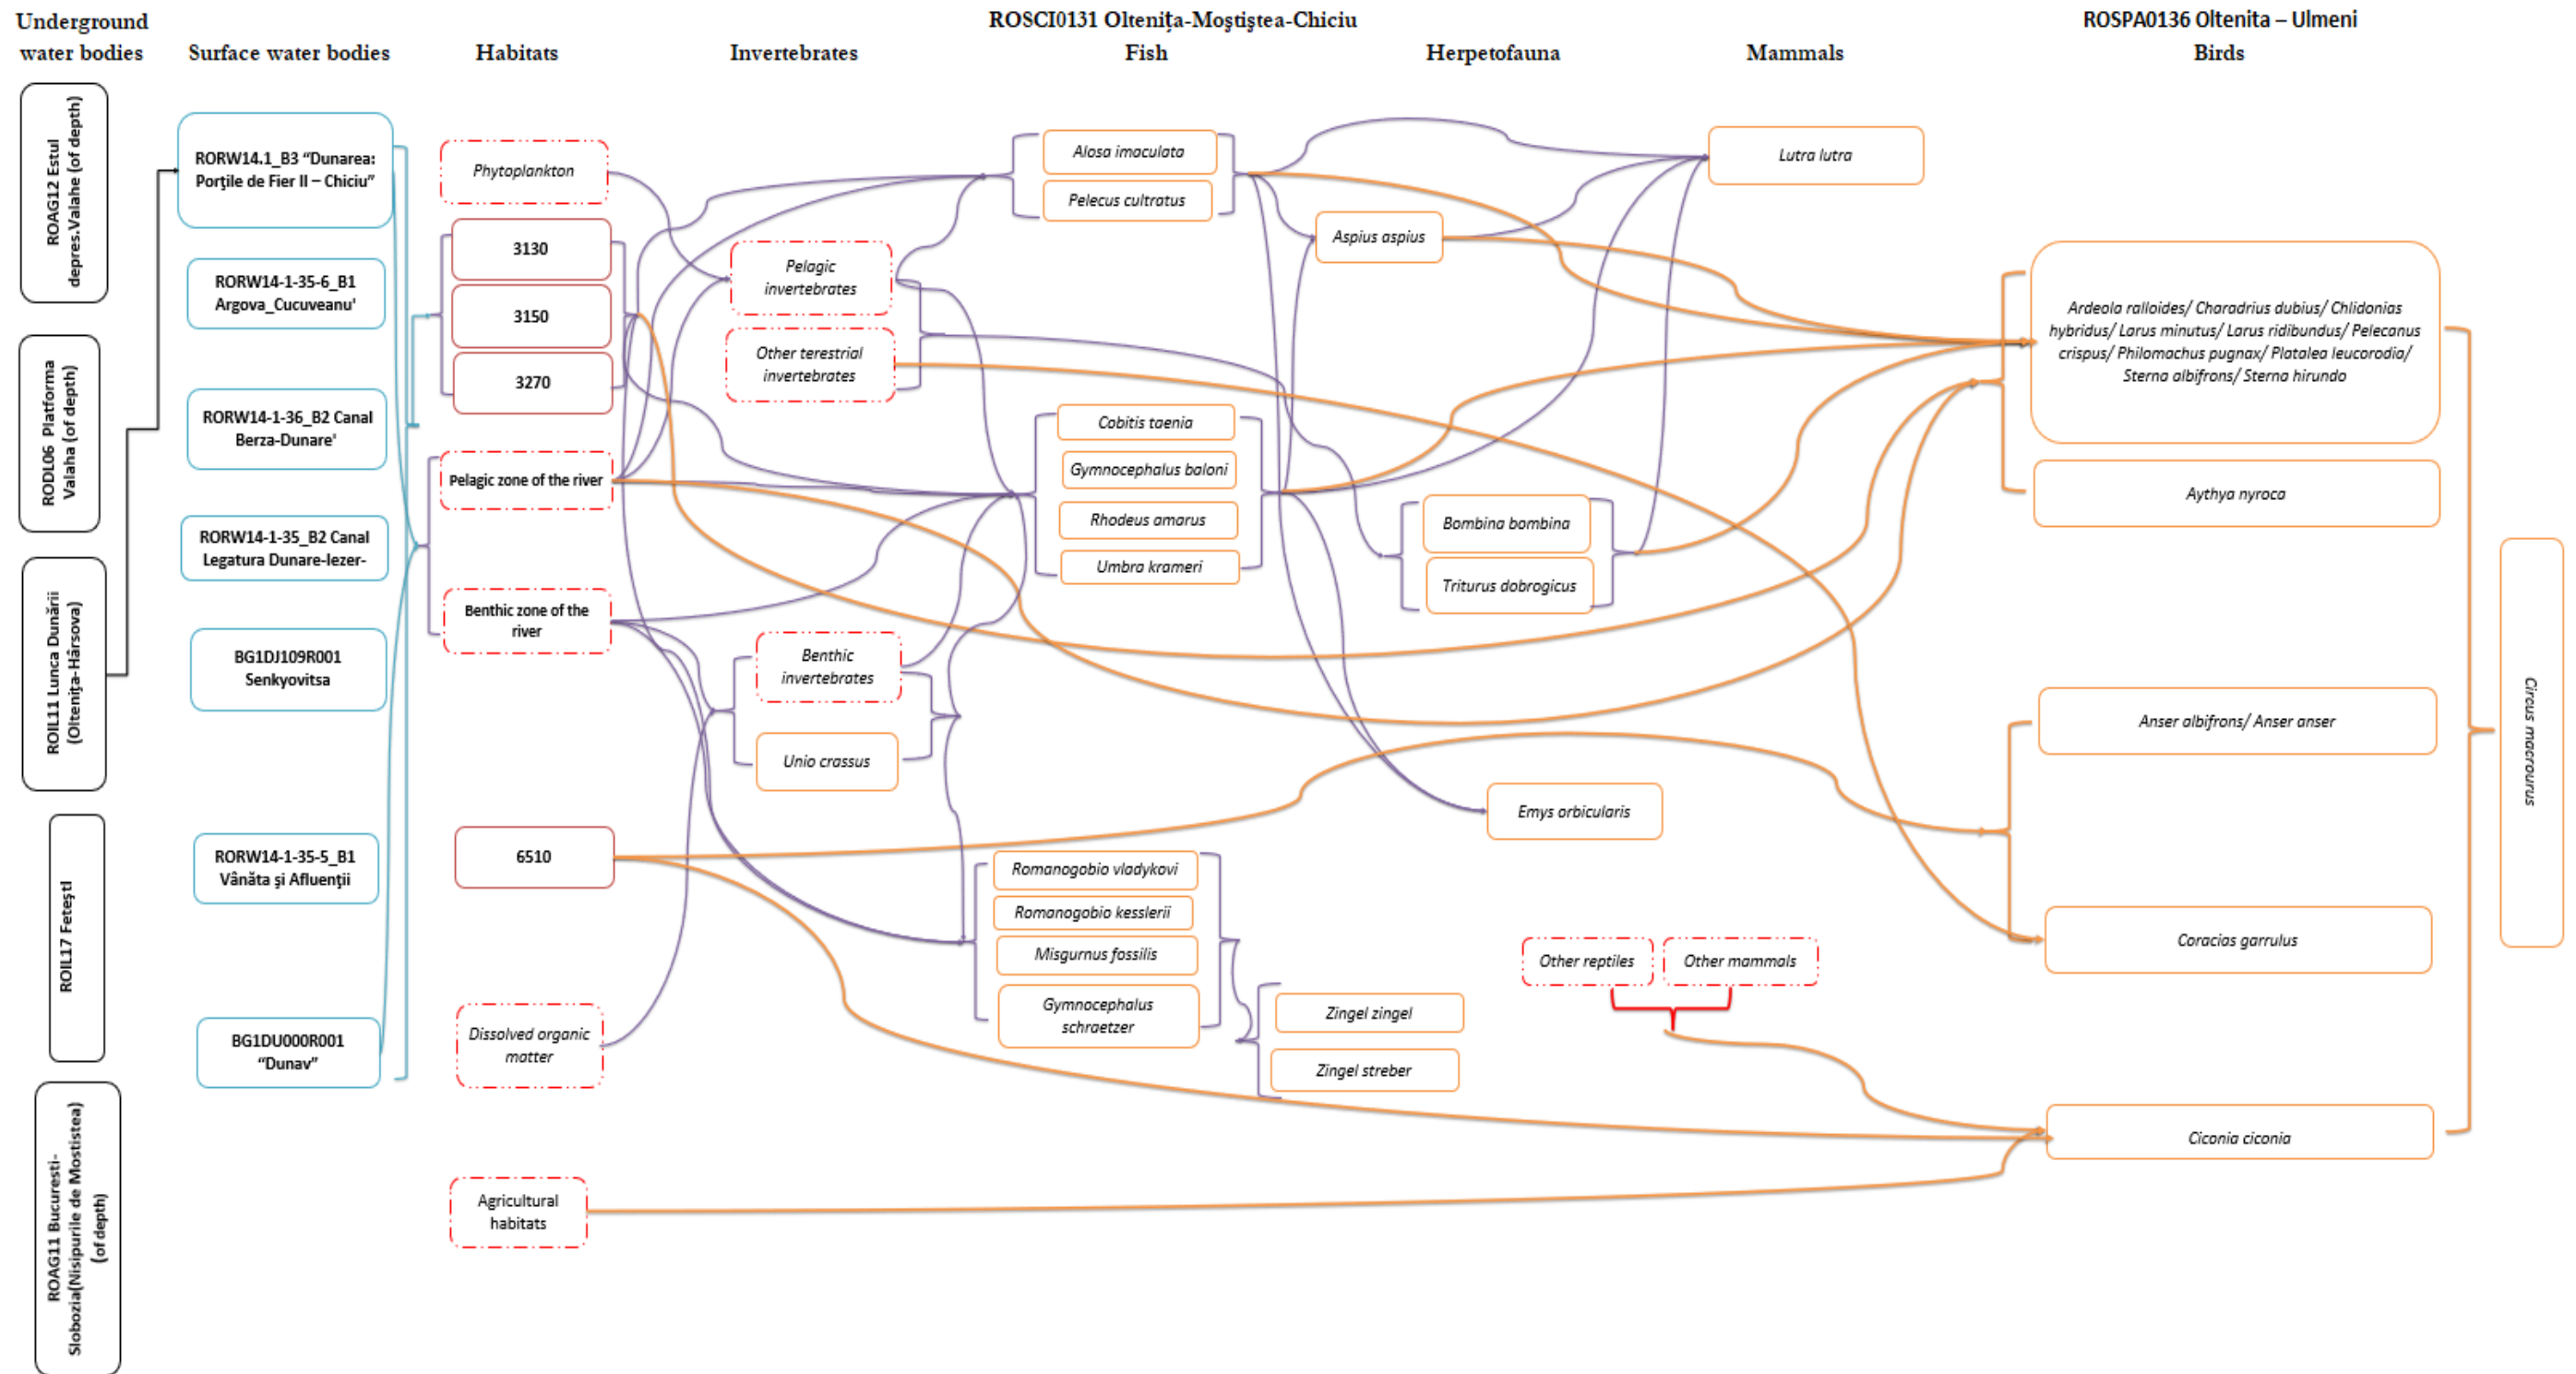 Underground
water bodies
Surface water bodies
Habitats
ROSCI0131 Oltenița-Moștiștea-Chiciu
Invertebrates
Fish
Herpetofauna
Mammals
ROSPA0136 Oltenita – Ulmeni
Birds
ROAG12 Estul
depres.Valahe (of depth)
RODL06 Platforma
Valaha (of depth)
ROIL11 Lunca Dunării
(Oltenița-Hârsova)
ROIL17 Fetești
ROAG11 Bucuresti-
Slobozia(Nisipurile de Mostistea)
(of depth)
RORW14.1_B3 “Dunarea:
Porțile de Fier II – Chiciu”
RORW14-1-35-6_B1
Argova_Cucuveanu'
RORW14-1-36_B2 Canal
Berza-Dunare'
RORW14-1-35_B2 Canal
Legatura Dunare-Iezer-
BG1DJ109R001
Senkyovitsa
RORW14-1-35-5_B1
Vânăta și Afluenții
BG1DU000R001
“Dunav”
Phytoplankton
3130
3150
3270
Pelagic zone of the river
Benthic zone of the
river
6510
Dissolved organic
matter
Agricultural
habitats
Pelagic
invertebrates
Other terestrial
invertebrates
Benthic
invertebrates
Unio crassus
Alosa imaculata
Pelecus cultratus
Aspius aspius
Cobitis taenia
Gymnocephalus baloni
Rhodeus amarus
Umbra krameri
Romanogobio vladykovi
Romanogobio kesslerii
Misgurnus fossilis
Gymnocephalus
schraetzer
Zingel zingel
Zingel streber
Bombina bombina
Triturus dobrogicus
Emys orbicularis
Other reptiles
Other mammals
Lutra lutra
Ardeola ralloides/ Charadrius dubius/ Chlidonias
hybridus/ Larus minutus/ Larus ridibundus/ Pelecanus
crispus/ Philomachus pugnax/ Platalea leucorodia/
Sterna albifrons/ Sterna hirundo
Aythya nyroca
Anser albifrons/ Anser anser
Coracias garrulus
Ciconia ciconia
Circus macrourus